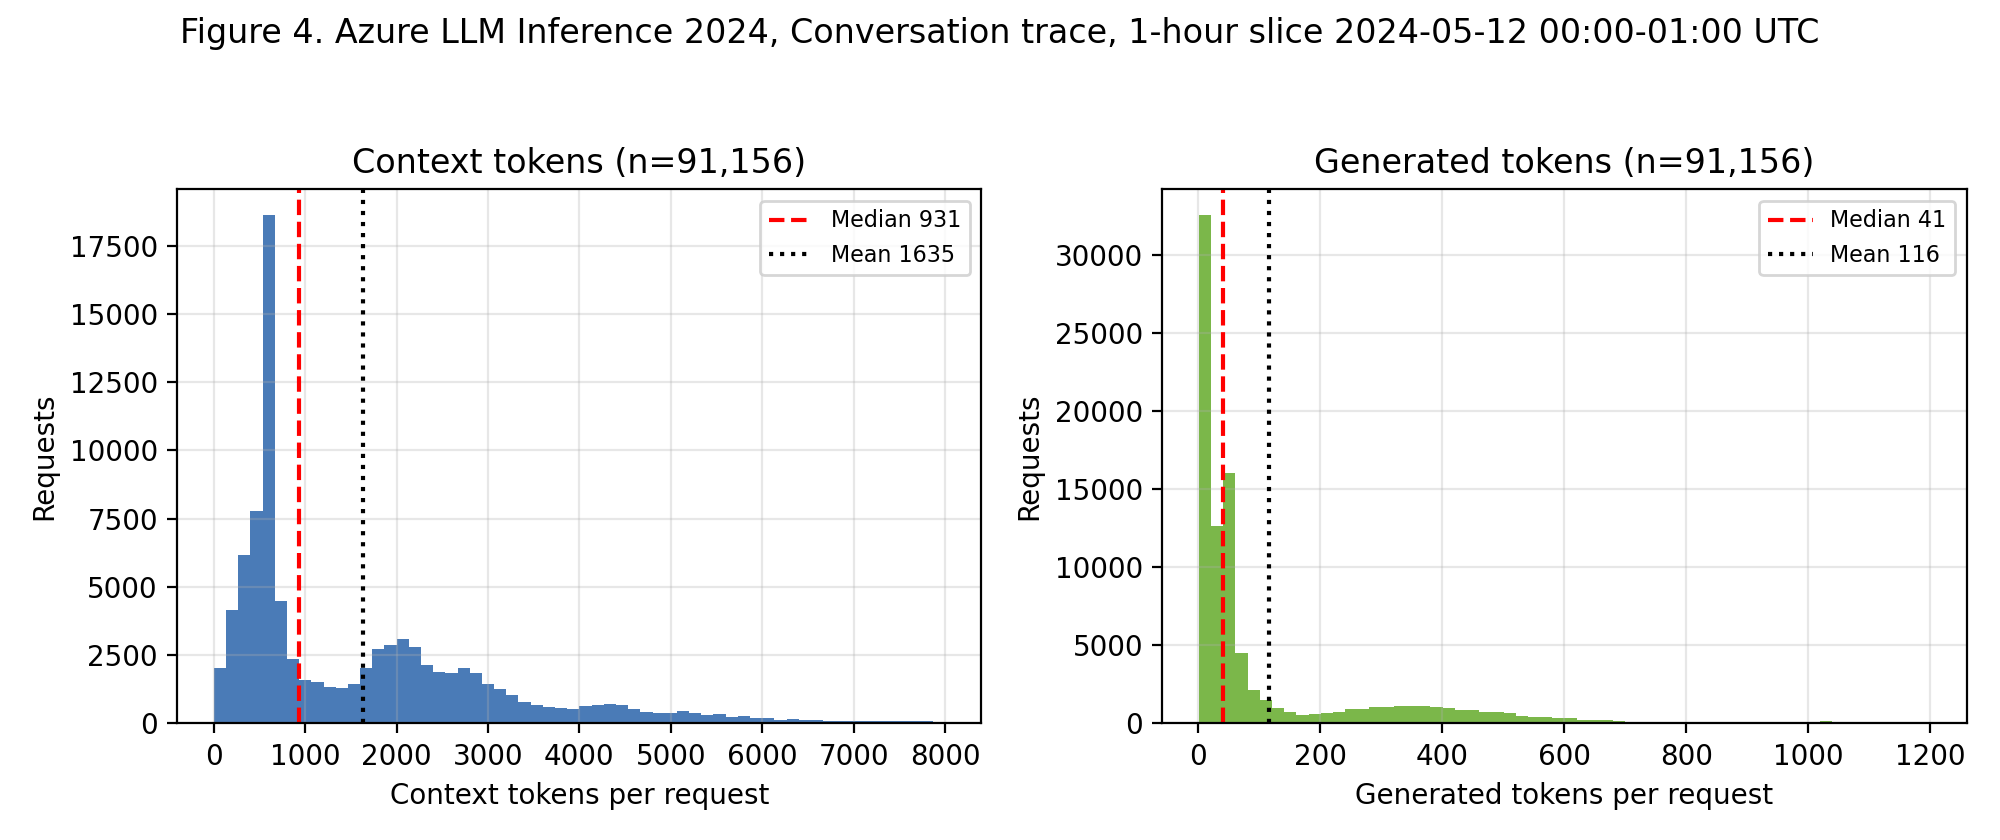 Figure 4. Azure LLM Inference 2024, Conversation trace, 1-hour slice 2024-05-12 00:00-01:00 UTC
Context tokens (n=91,156)
Median 931
Mean 1635
Requests
17500
15000
12500
10000
7500
5000
2500
0
0 1000 2000 3000 4000 5000 6000 7000 8000
Context tokens per request
Generated tokens (n=91,156)
Median 41
Mean 116
Requests
30000
25000
20000
15000
10000
5000
0
0 200 400 600 800 1000 1200
Generated tokens per request